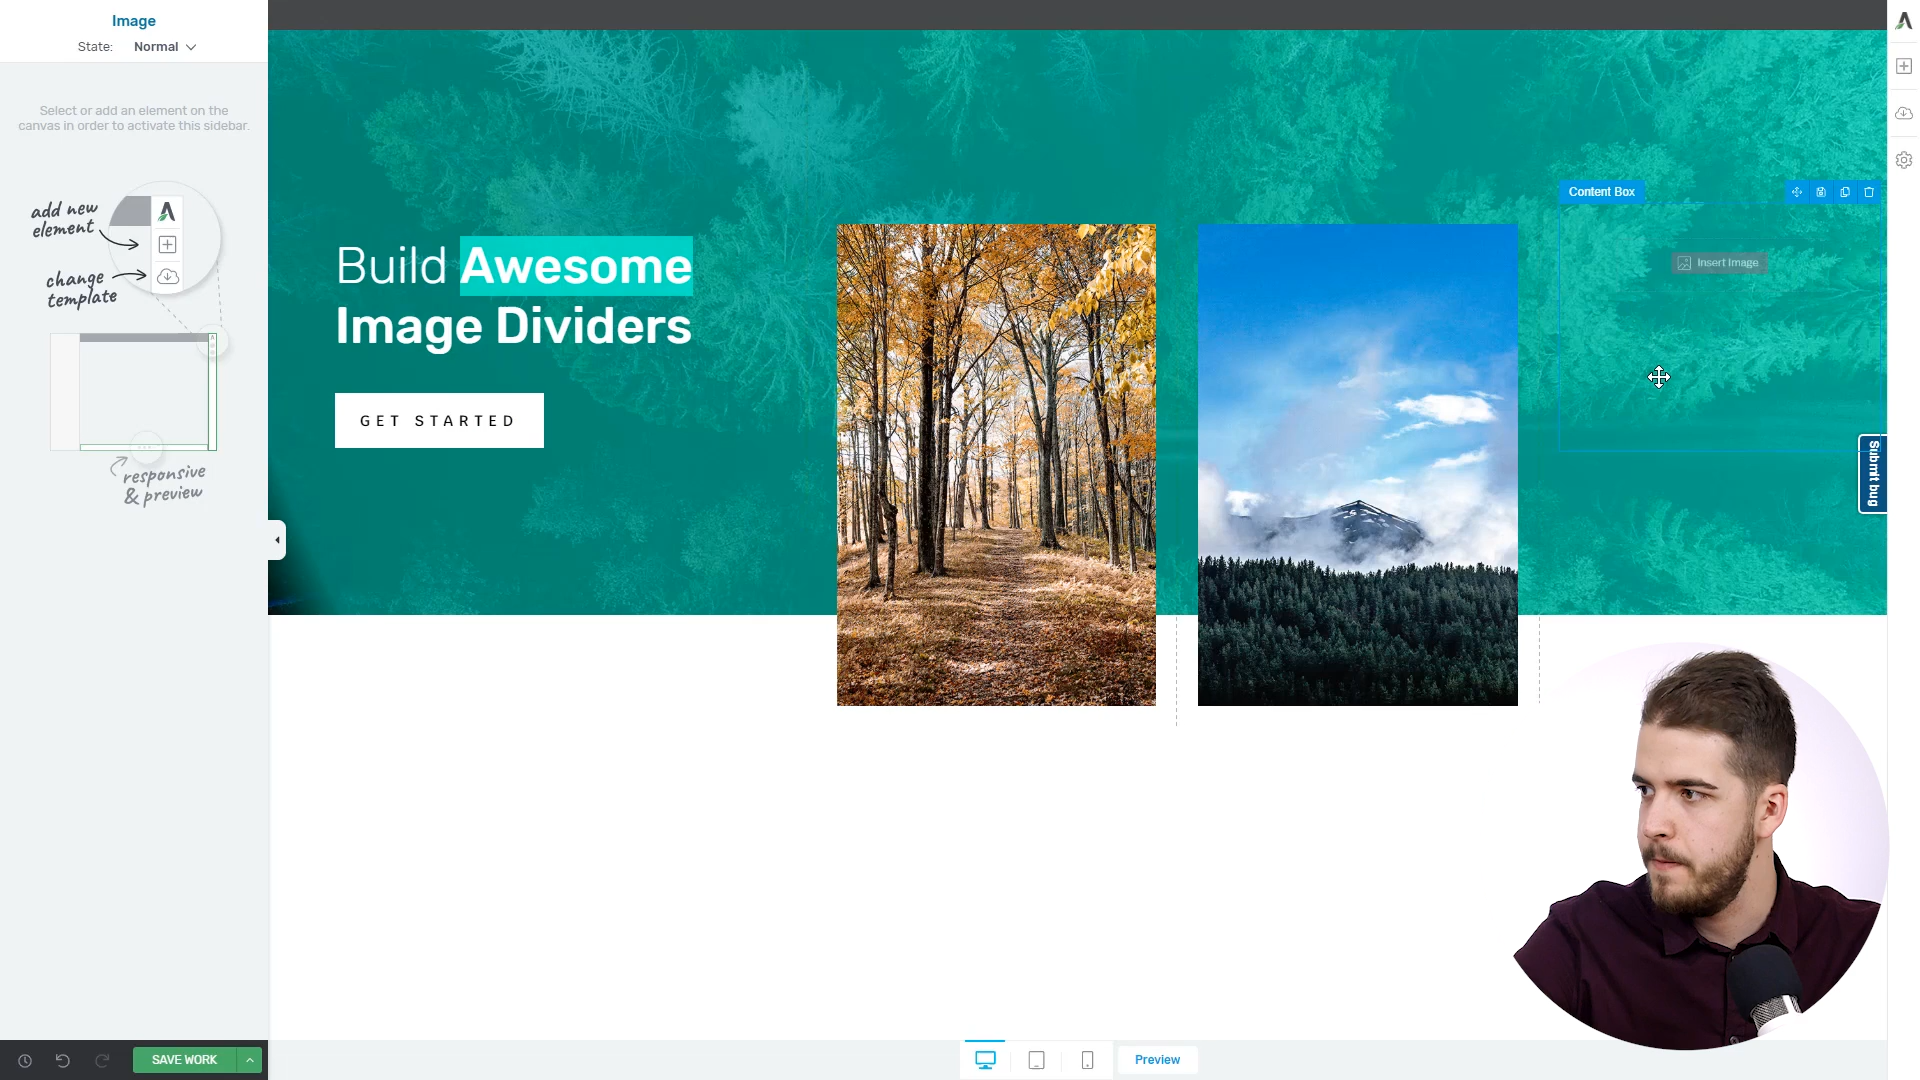 Image
State: Normal
Select or add an element on the
canvas in order to activate this sidebar.
add new
element
change
template
responsive
& preview
SAVE WORK
Build Awesome
Image Dividers
GET STARTED
Content Box
Insert Image
Submit bug
Preview